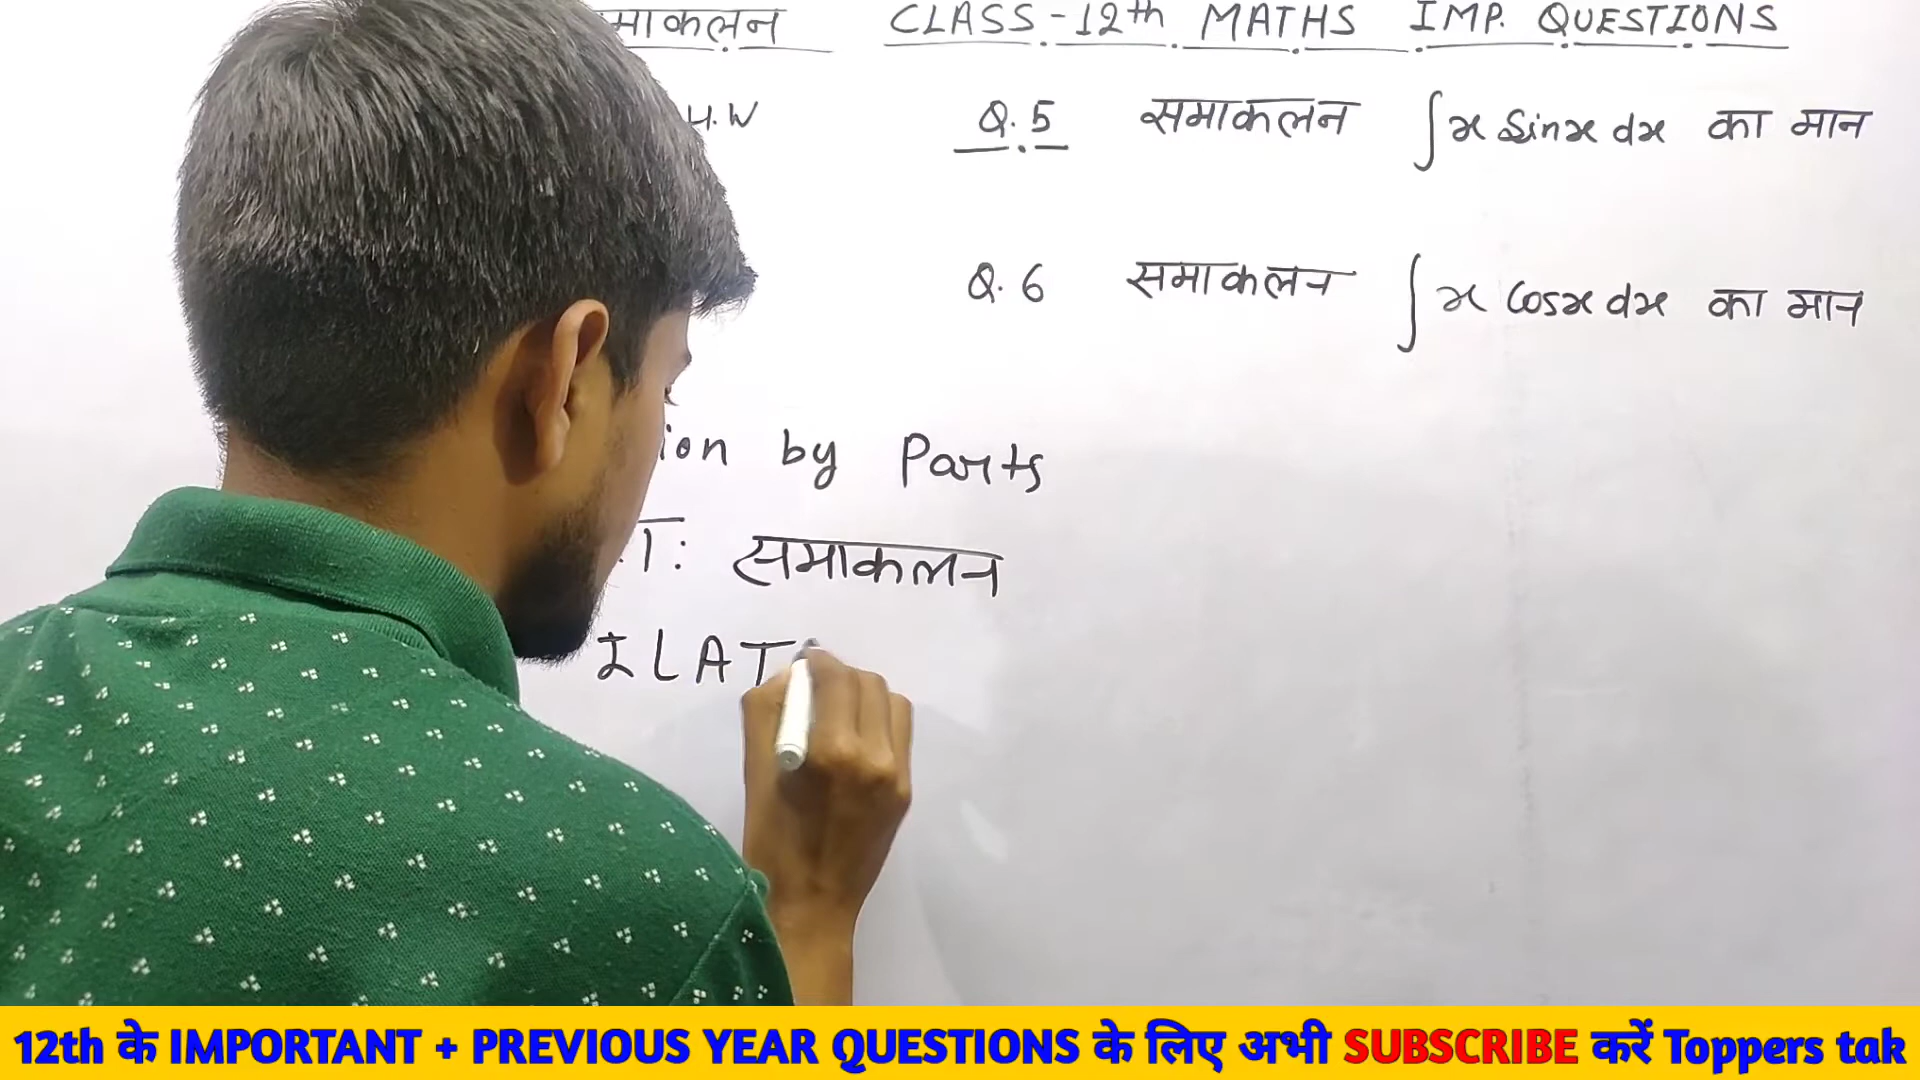 समाकलन CLASS-12th MATHS IMP. QUESTIONS
H.W Q.5 समाकलन ∫x Sinx dx का मान
Q.6 समाकलन ∫x Cosx dx का मान
by Parts
समाकलन
ILAT
12th के IMPORTANT + PREVIOUS YEAR QUESTIONS के लिए अभी SUBSCRIBE करें Toppers tak